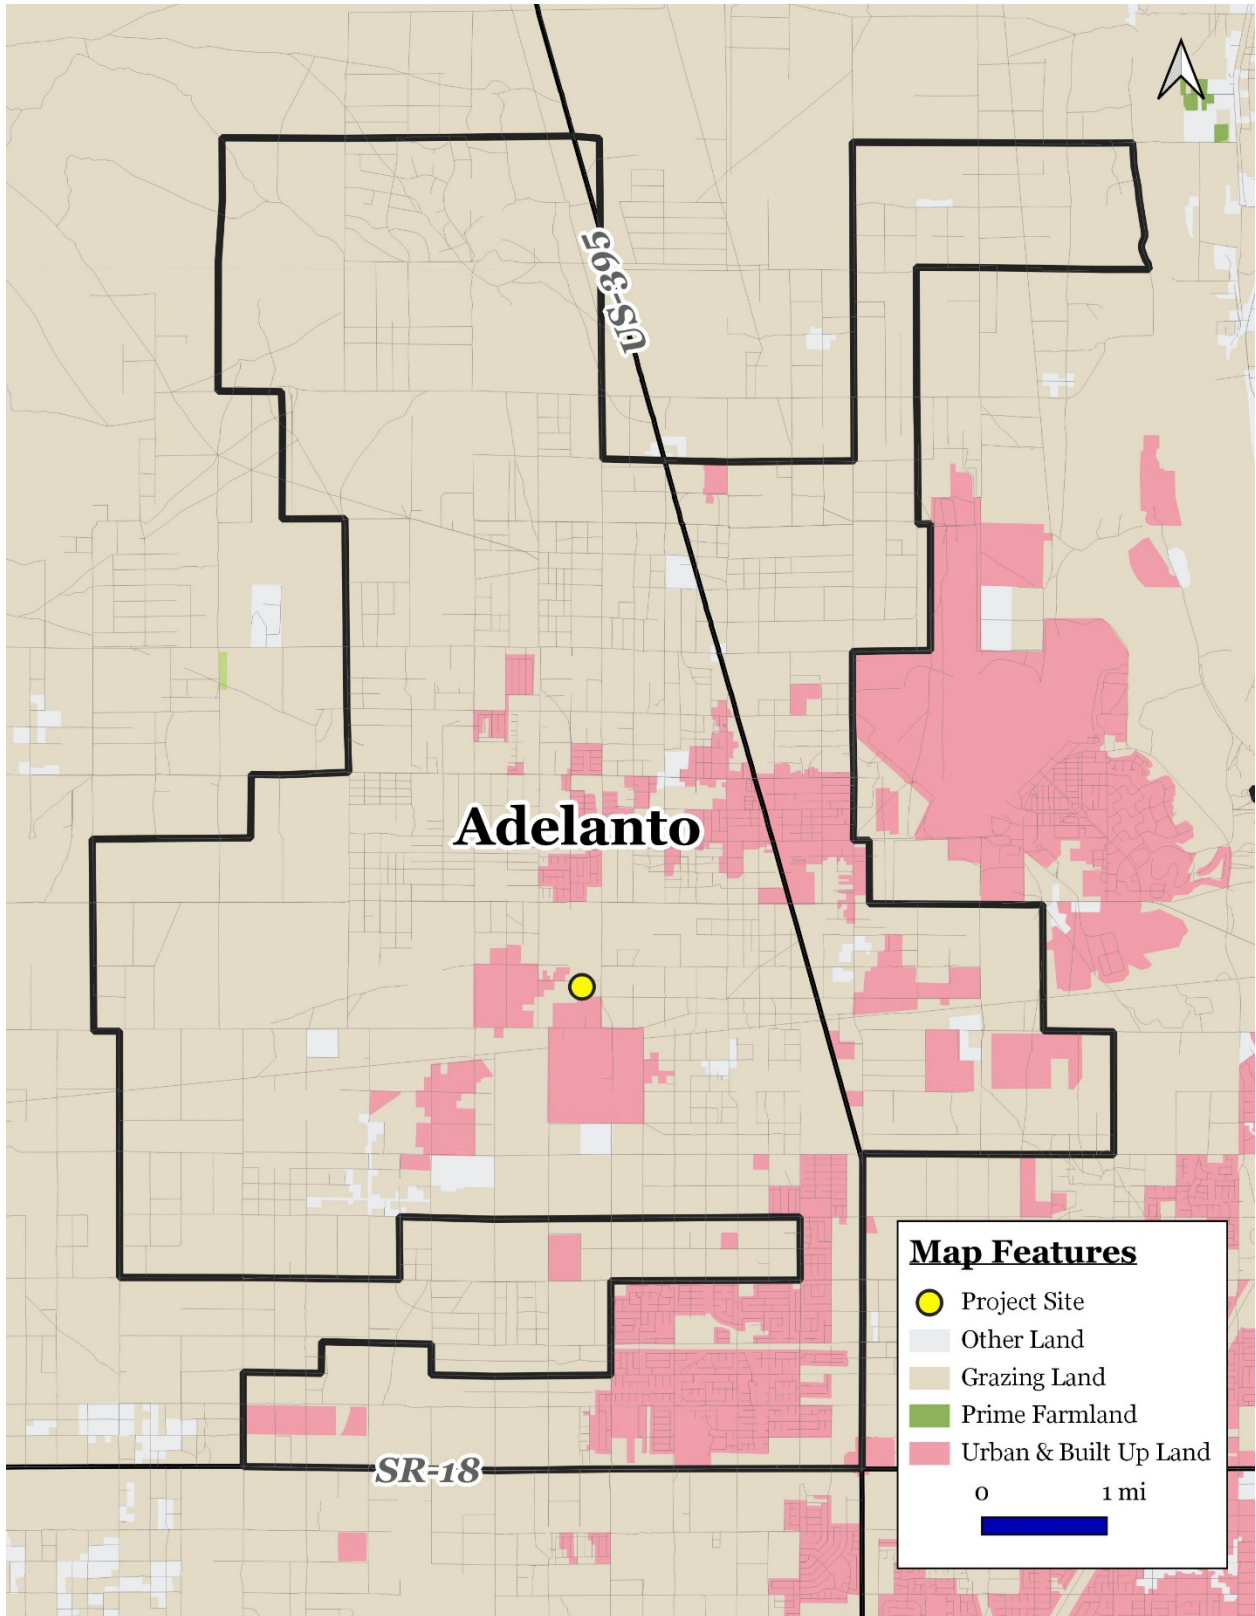 US-395
Adelanto
SR-18
Map Features
Project Site
Other Land
Grazing Land
Prime Farmland
Urban & Built Up Land
0 1 mi